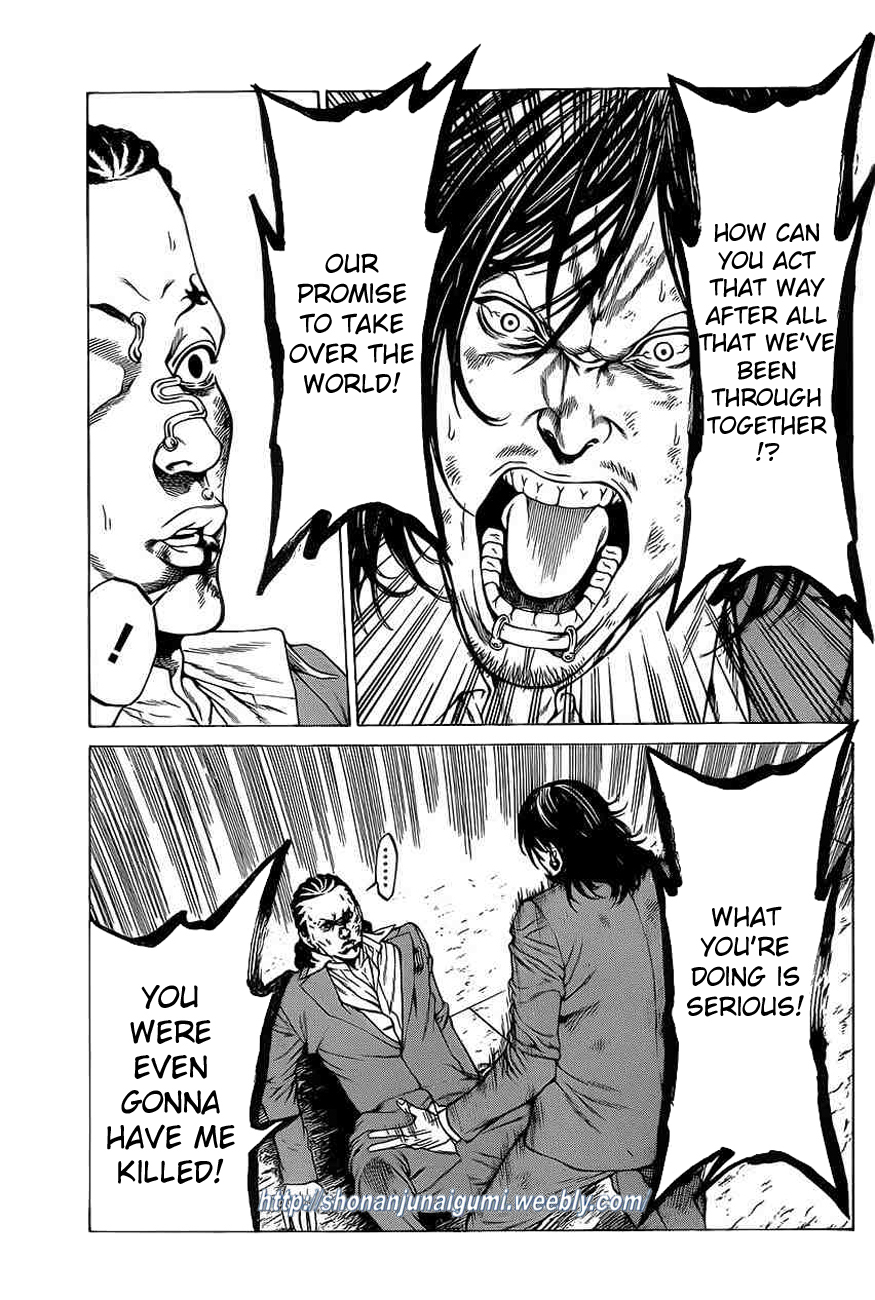 HOW CAN
YOU ACT
THAT WAY
AFTER ALL
THAT WE'VE
BEEN
THROUGH
TOGETHER
!?
OUR
PROMISE
TO TAKE
OVER THE
WORLD!
!
WHAT
YOU'RE
DOING IS
SERIOUS!
......
YOU
WERE
EVEN
GONNA
HAVE ME
KILLED!
http://shonanjunaigumi.weebly.com/